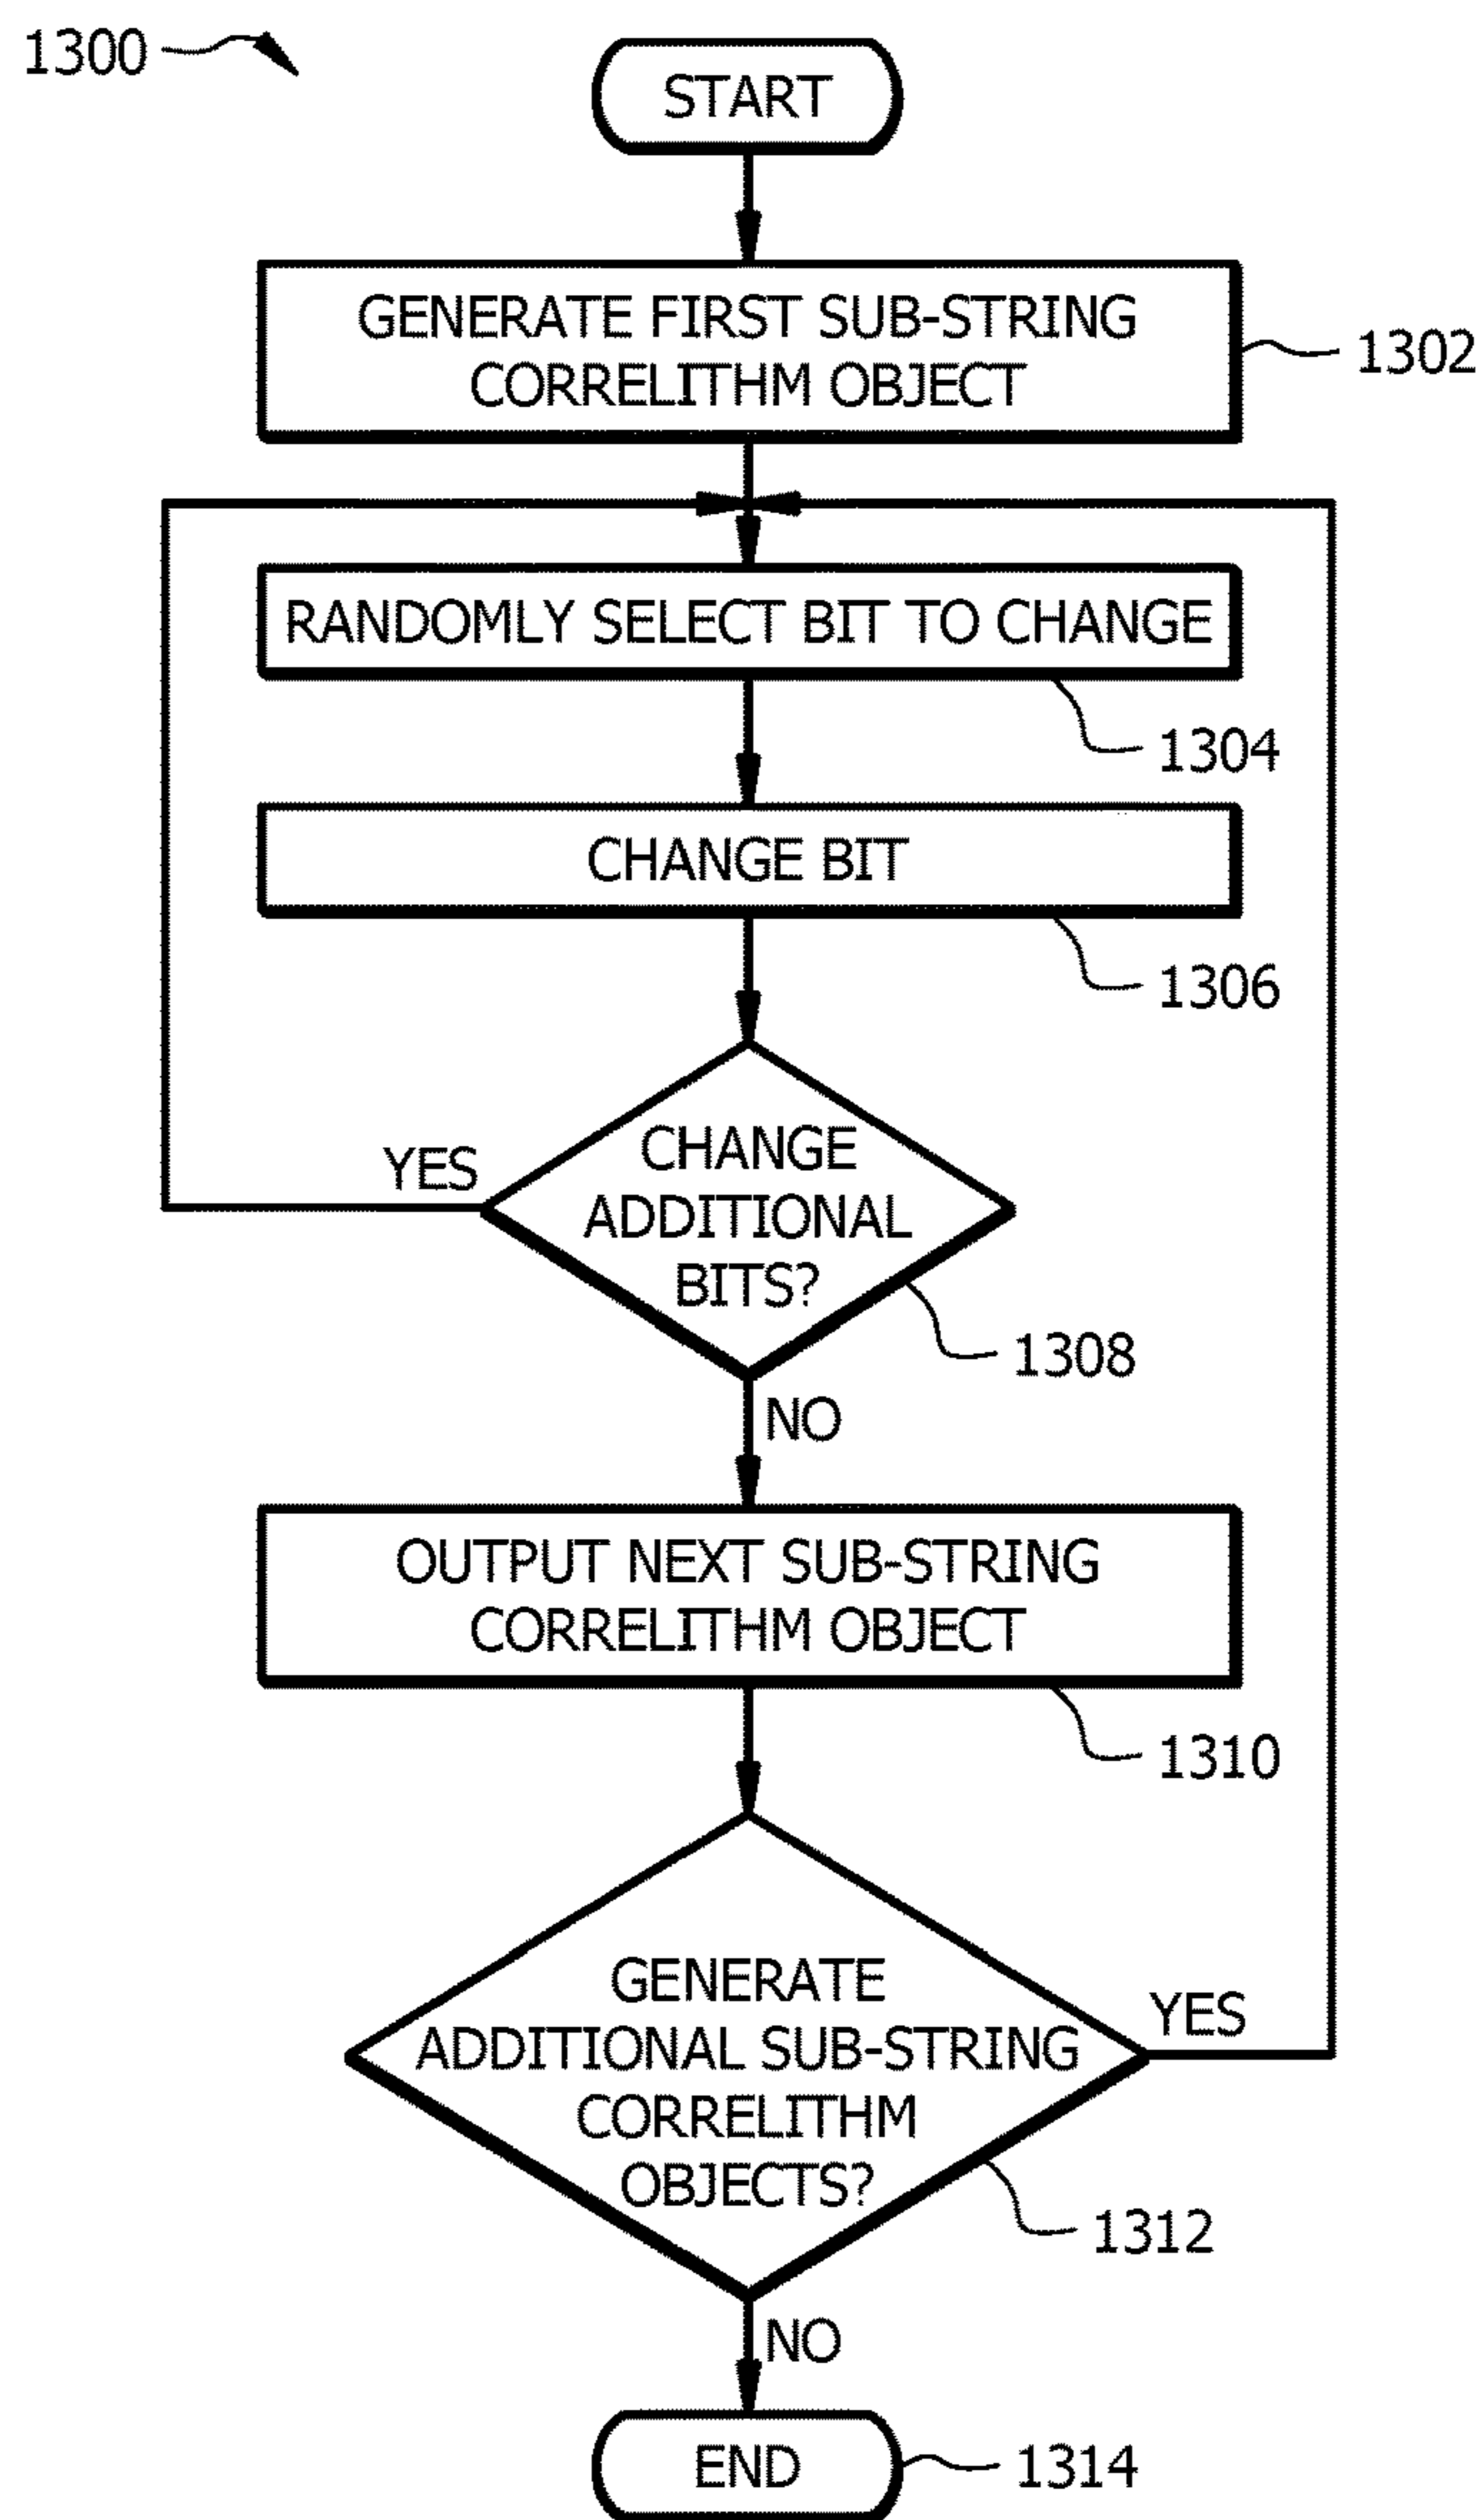 1300
START
GENERATE FIRST SUB-STRING
CORRELITHM OBJECT
1302
RANDOMLY SELECT BIT TO CHANGE
1304
CHANGE BIT
1306
CHANGE
ADDITIONAL
BITS?
YES
1308
NO
OUTPUT NEXT SUB-STRING
CORRELITHM OBJECT
1310
GENERATE
ADDITIONAL SUB-STRING
CORRELITHM
OBJECTS?
YES
1312
NO
END
1314